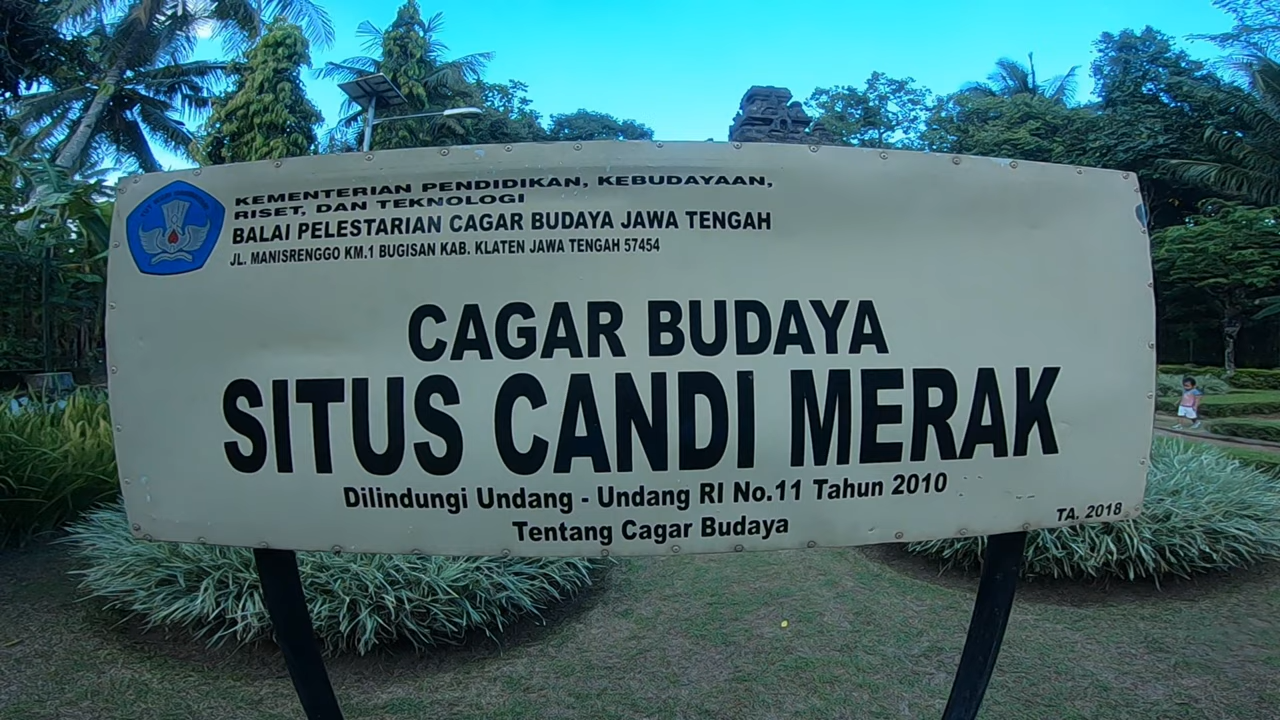 KEMENTERIAN PENDIDIKAN, KEBUDAYAAN,
RISET, DAN TEKNOLOGI
BALAI PELESTARIAN CAGAR BUDAYA JAWA TENGAH
JL. MANISRENGGO KM.1 BUGISAN KAB. KLATEN JAWA TENGAH 57454
CAGAR BUDAYA
SITUS CANDI MERAK
Dilindungi Undang - Undang RI No.11 Tahun 2010
Tentang Cagar Budaya
TA. 2018